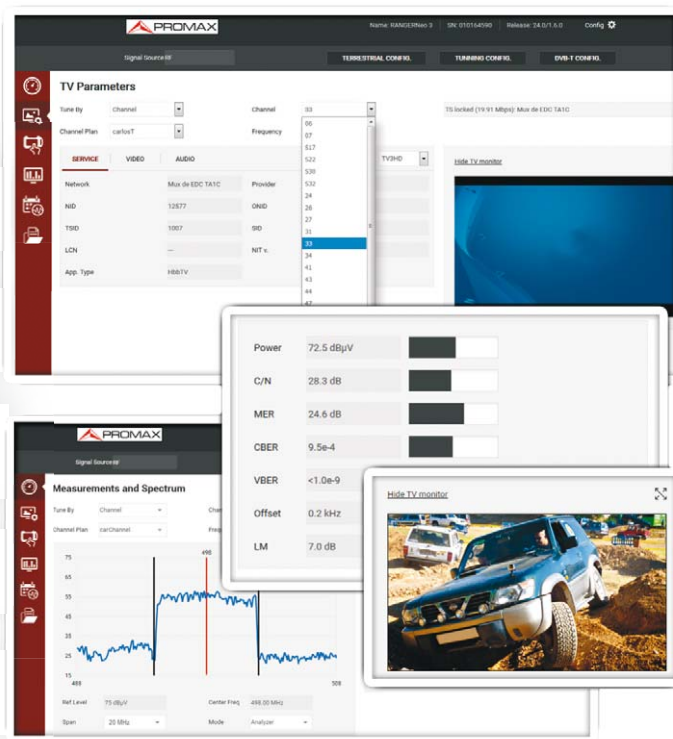 PROMAX
Name: RANGERNeo 3 SN: 010164590 Release: 24.0/1.6.0 Config
Signal Source RF TERRESTRIAL CONFIG. TUNNING CONFIG. DVB-T CONFIG.
TV Parameters
Tune By Channel Channel 33 TS locked (19.91 Mbps): Mux de EDC TA1C
Channel Plan carlosT Frequency
06
07
S17
S22
S30
S32
24
26
27
31
33
34
41
43
44
47
SERVICE VIDEO AUDIO TV3HD Hide TV monitor
Network Mux de EDC TA1C Provider
NID 12577 ONID
TSID 1007 SID
LCN --- NIT v.
App. Type HbbTV
Power 72.5 dBμV
C/N 28.3 dB
MER 24.6 dB
CBER 9.5e-4
VBER <1.0e-9
Offset 0.2 kHz
LM 7.0 dB
Hide TV monitor
PROMAX
Signal Source RF
Measurements and Spectrum
Tune By Channel
Channel Plan
498
75
65
55
45
35
25
15
488 508
Ref Level 75 dBμV Center Freq 498.00 MHz
Span 20 MHz Mode Analyzer